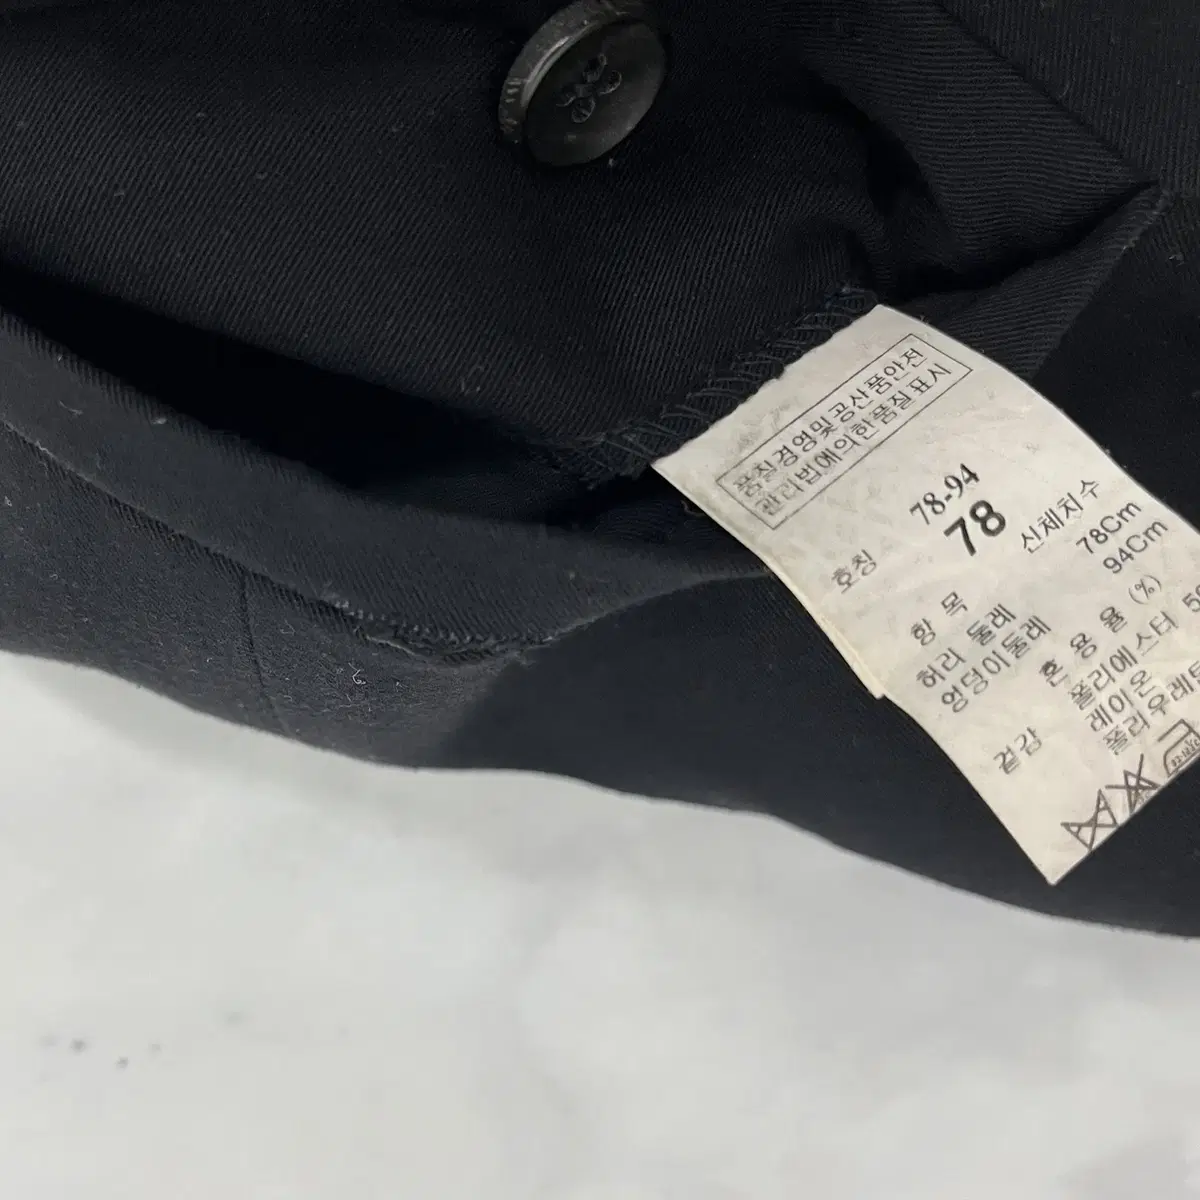 품질경영및공산품안전
관리법에의한품질표시
78-94
호칭 78
항 목 신체치수
허리 둘레 78Cm
엉덩이둘레 94Cm
혼 용 율 (%)
겉감 폴리에스터
레이온
폴리우레탄